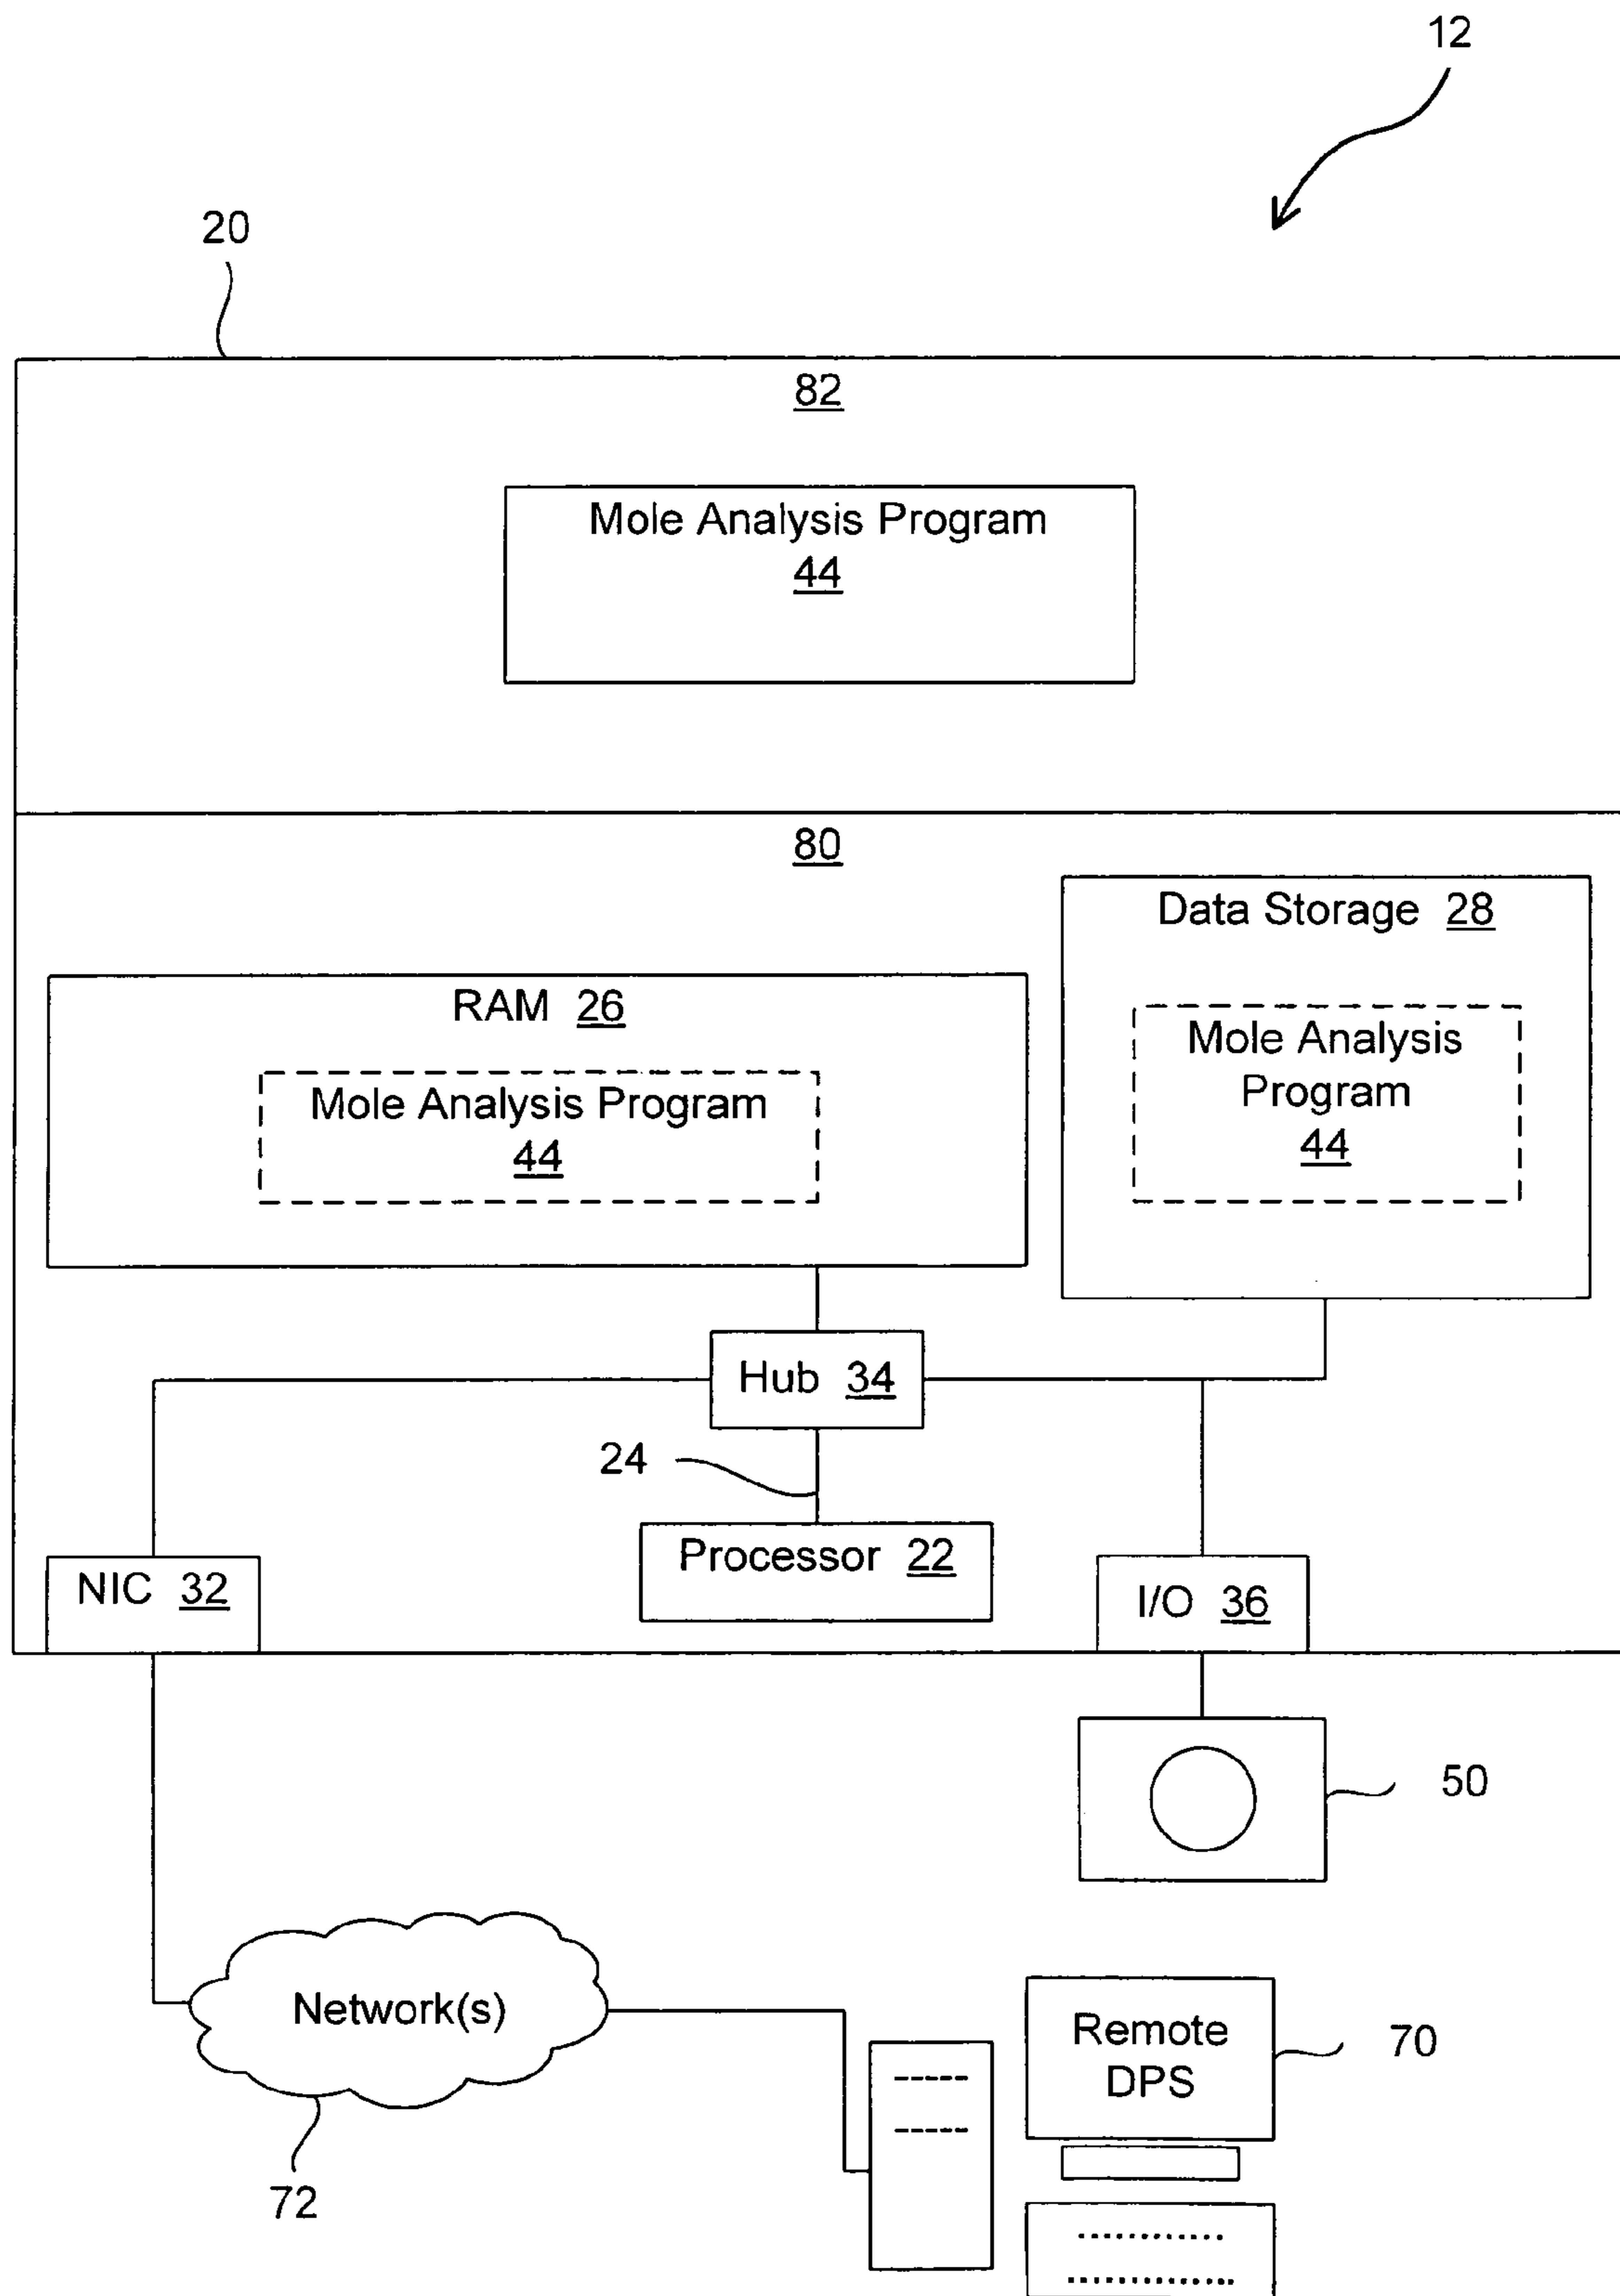 12
20
82
Mole Analysis Program
44
80
Data Storage 28
RAM 26
Mole Analysis
Program
44
Mole Analysis Program
44
Hub 34
24
Processor 22
NIC 32
I/O 36
50
Network(s)
Remote
DPS
70
72